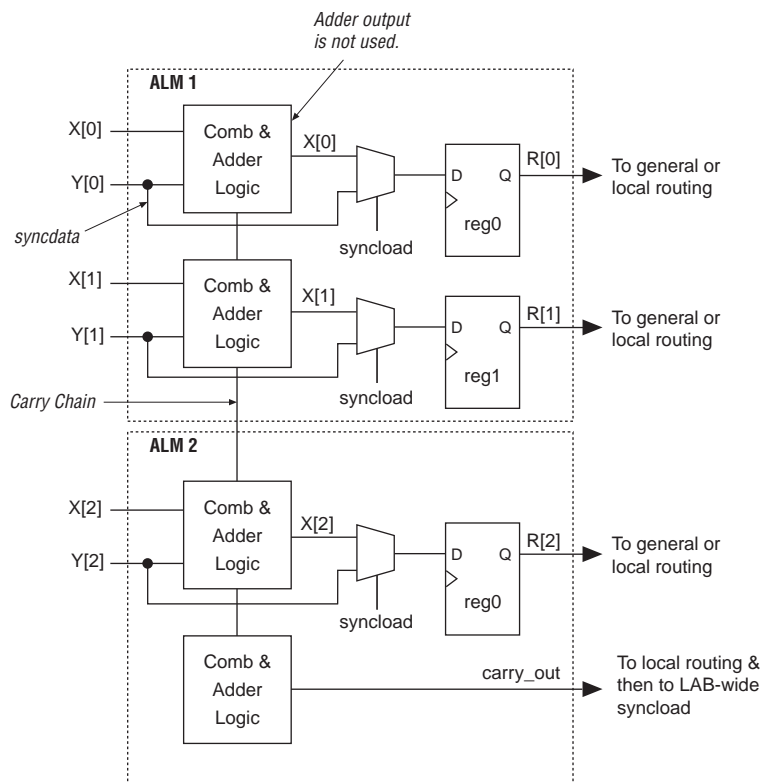 Adder output
is not used.
ALM 1
X[0]
Y[0]
syncdata
Comb &
Adder
Logic
X[0]
syncload
D
Q
reg0
R[0]
To general or
local routing
X[1]
Y[1]
Comb &
Adder
Logic
X[1]
syncload
D
Q
reg1
R[1]
To general or
local routing
Carry Chain
ALM 2
X[2]
Y[2]
Comb &
Adder
Logic
X[2]
syncload
D
Q
reg0
R[2]
To general or
local routing
Comb &
Adder
Logic
carry_out
To local routing &
then to LAB-wide
syncload